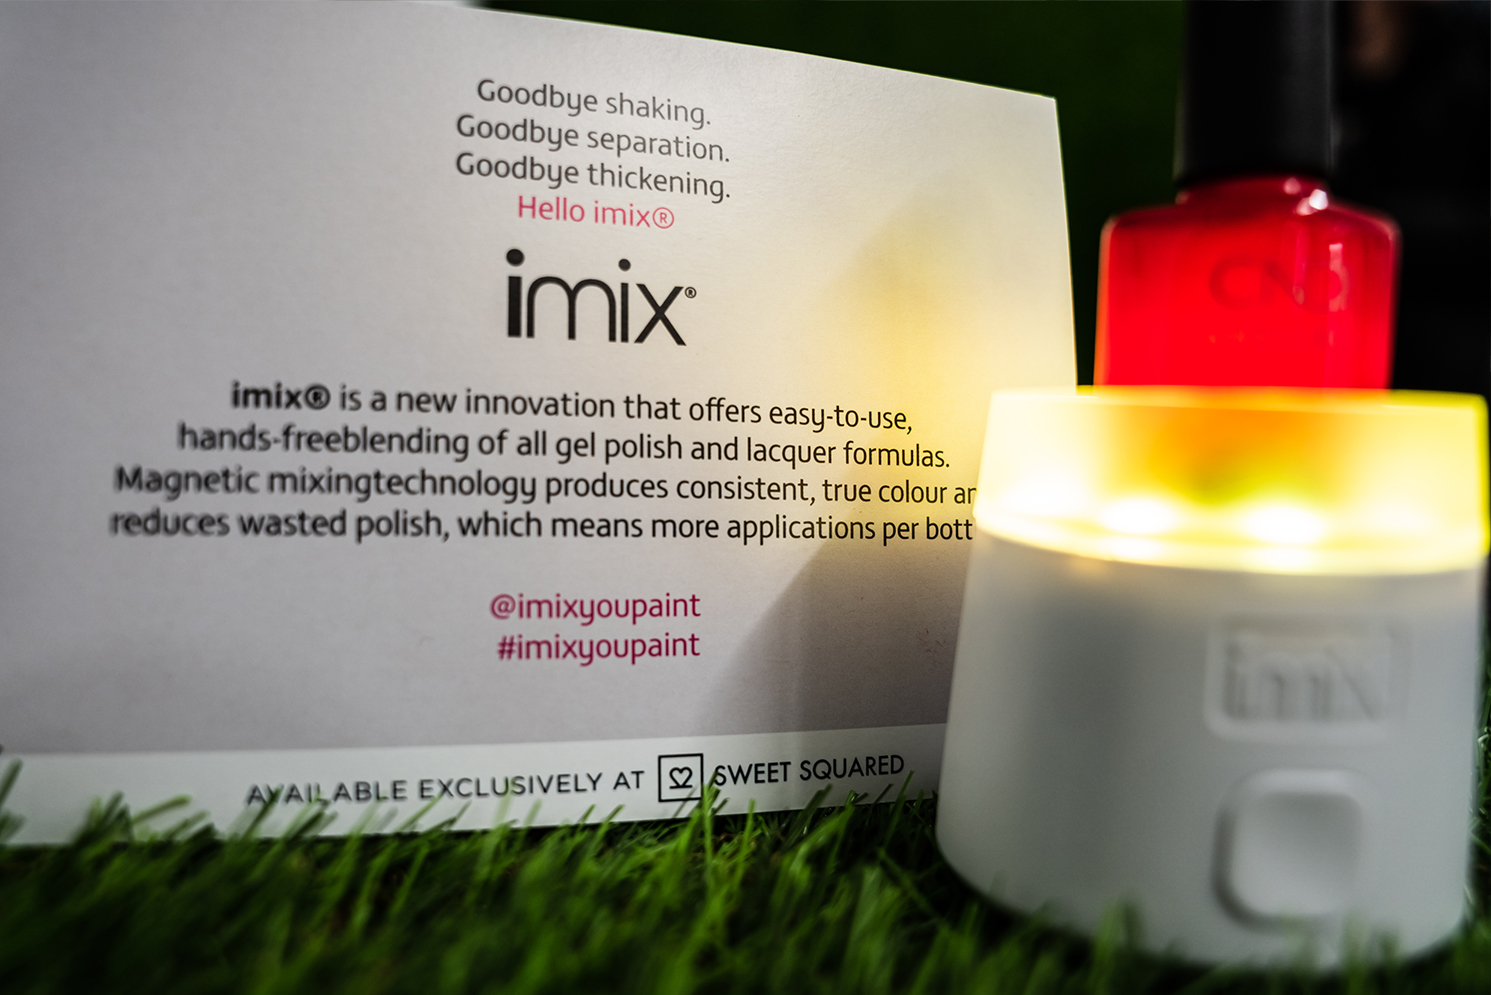 Goodbye shaking.
Goodbye separation.
Goodbye thickening.
Hello imix®
imix®
imix® is a new innovation that offers easy-to-use,
hands-freeblending of all gel polish and lacquer formulas.
Magnetic mixingtechnology produces consistent, true colour
reduces wasted polish, which means more applications per
@imixyoupaint
#imixyoupaint
AVAILABLE EXCLUSIVELY AT SWEET SQUARED
CND
imix